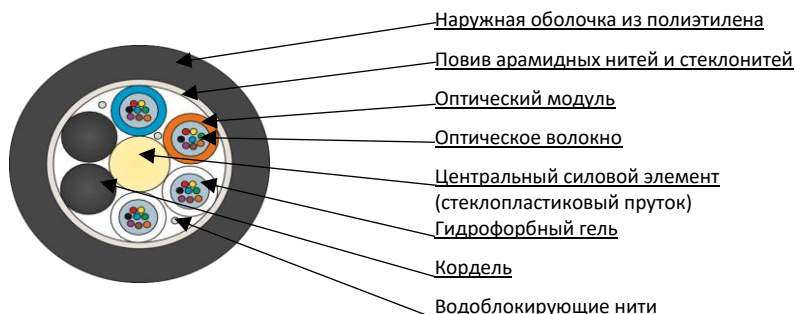 Наружная оболочка из полиэтилена
Повив арамидных нитей и стеклонитей
Оптический модуль
Оптическое волокно
Центральный силовой элемент
(стеклопластиковый пруток)
Гидрофорбный гель
Кордель
Водоблокирующие нити